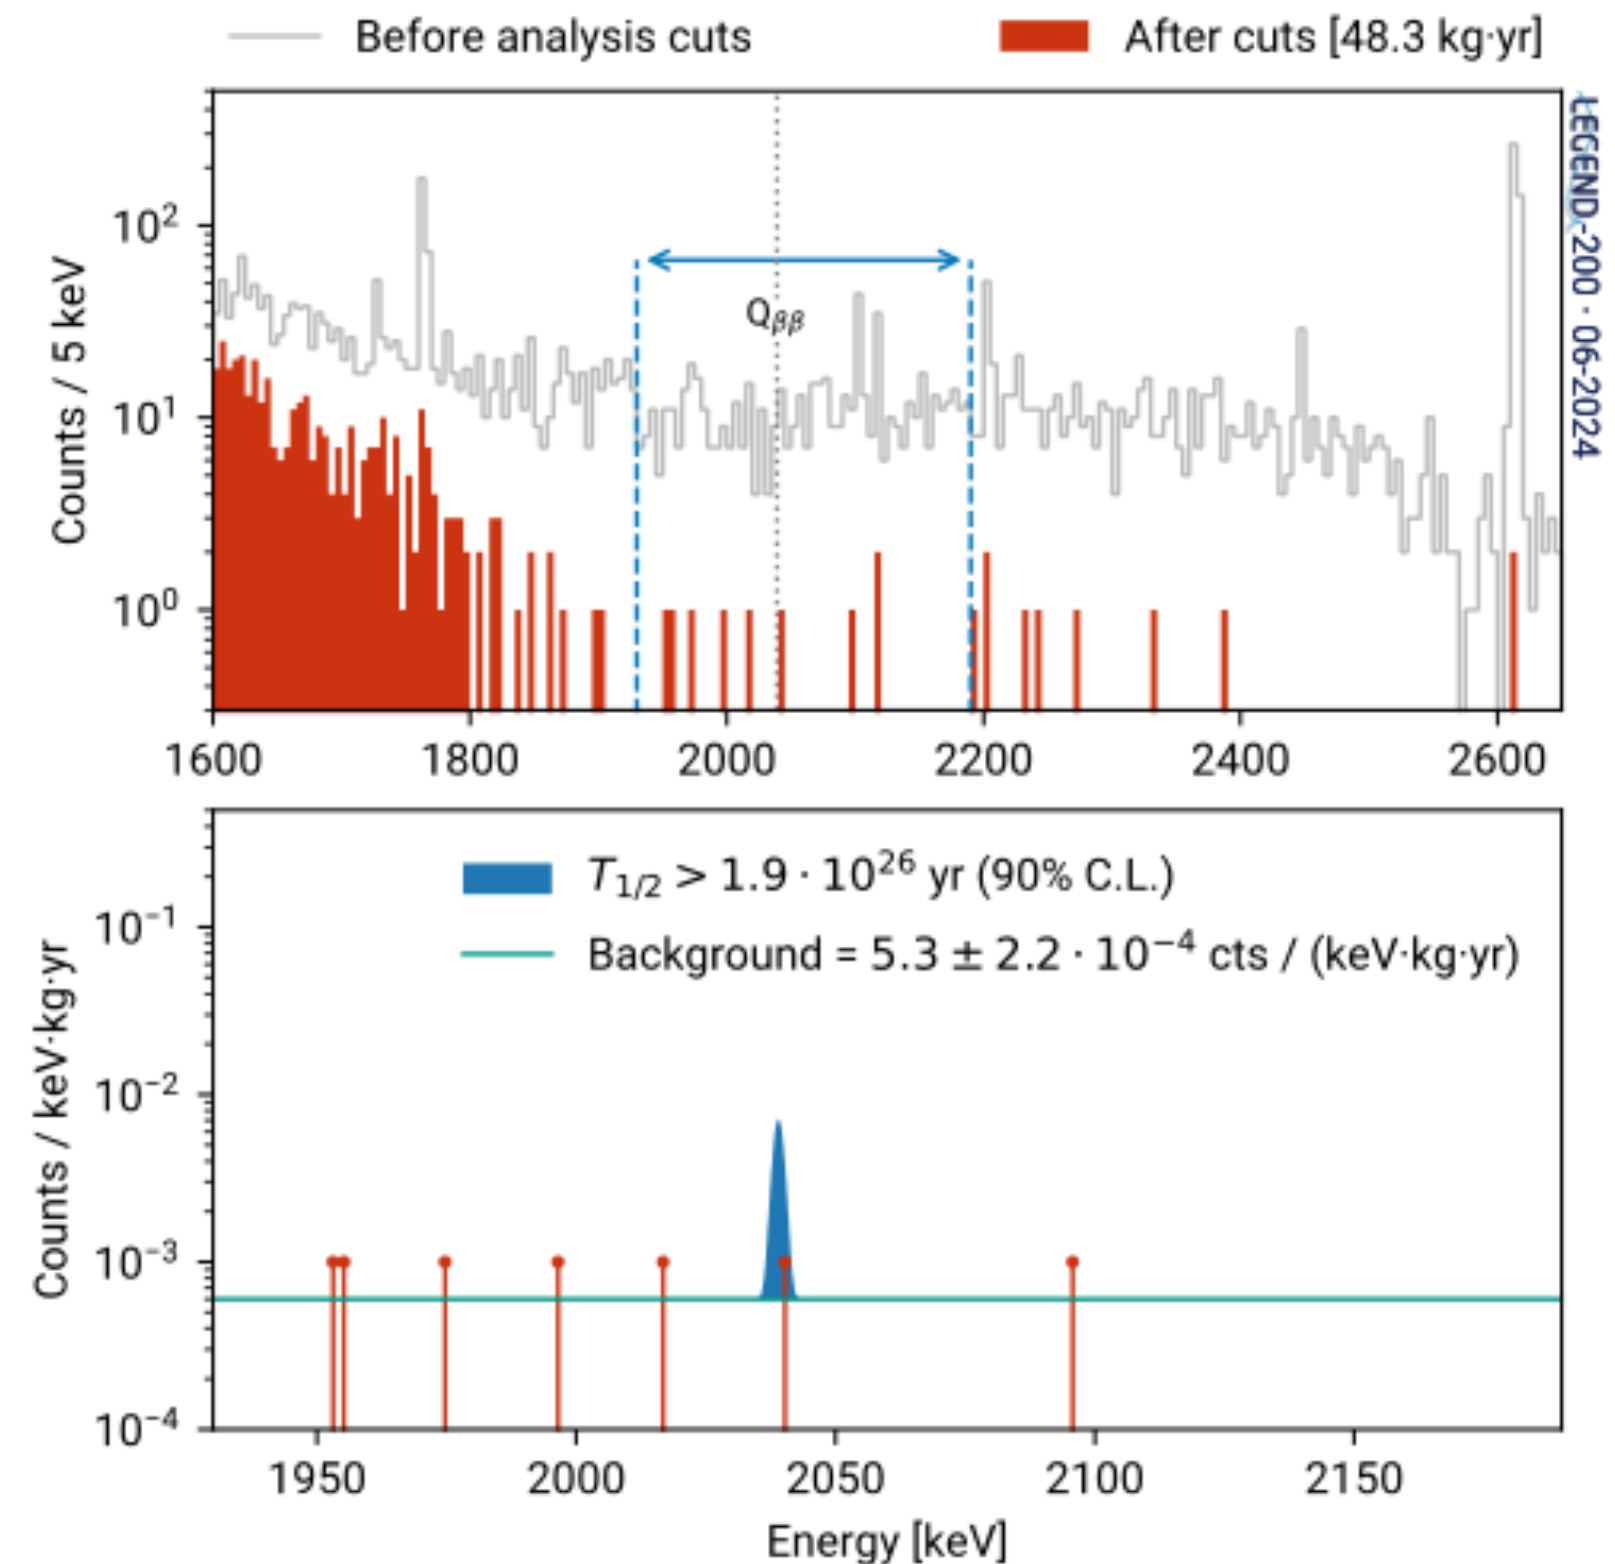 Before analysis cuts
After cuts [48.3 kg·yr]
LEGEND-200 · 06-2024
Counts / 5 keV
10²
10¹
10⁰
Qββ
1600 1800 2000 2200 2400 2600
Counts / keV·kg·yr
10⁻¹
10⁻²
10⁻³
10⁻⁴
T1/2 > 1.9 · 10²⁶ yr (90% C.L.)
Background = 5.3 ± 2.2 · 10⁻⁴ cts / (keV·kg·yr)
1950 2000 2050 2100 2150
Energy [keV]